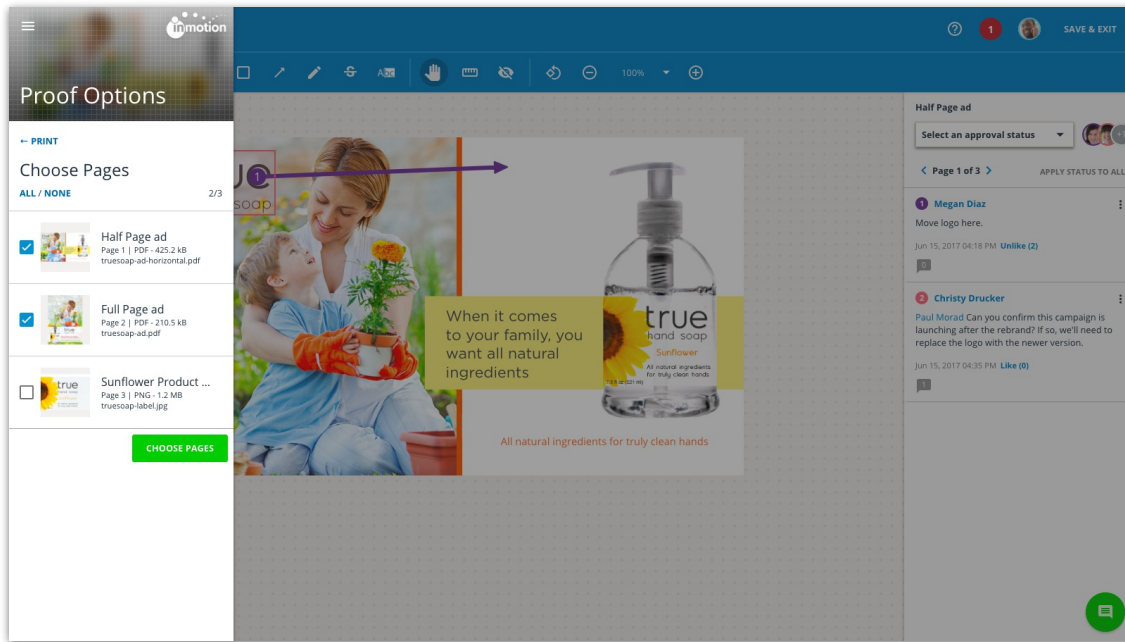 inmotion
Proof Options
← PRINT
Choose Pages
ALL / NONE
2/3
Half Page ad
Page 1 | PDF - 425.2 kB
truesoap-ad-horizontal.pdf
Full Page ad
Page 2 | PDF - 210.5 kB
truesoap-ad.pdf
Sunflower Product ...
Page 3 | PNG - 1.2 MB
truesoap-label.jpg
CHOOSE PAGES
1
SAVE & EXIT
S
ABC
100%
1
soap
When it comes
to your family, you
want all natural
ingredients
true
hand soap
Sunflower
All natural ingredients
for truly clean hands
All natural ingredients for truly clean hands
Half Page ad
Select an approval status
Page 1 of 3
APPLY STATUS TO ALL
1 Megan Diaz
Move logo here.
Jun 15, 2017 04:18 PM Unlike (2)
0
2 Christy Drucker
Paul Morad Can you confirm this campaign is
launching after the rebrand? If so, we'll need to
replace the logo with the newer version.
Jun 15, 2017 04:35 PM Like (0)
1